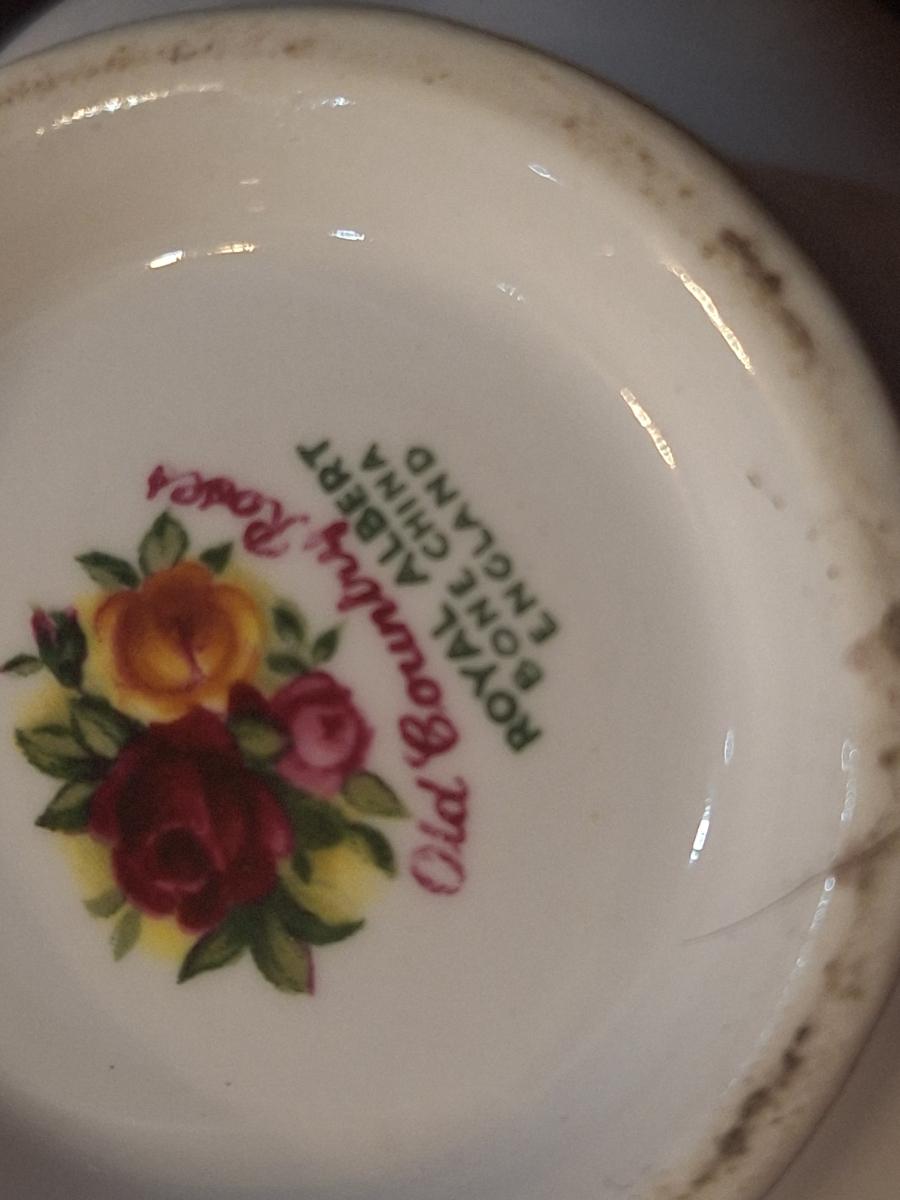 Old Country Roses
ROYAL ALBERT
BONE CHINA
ENGLAND